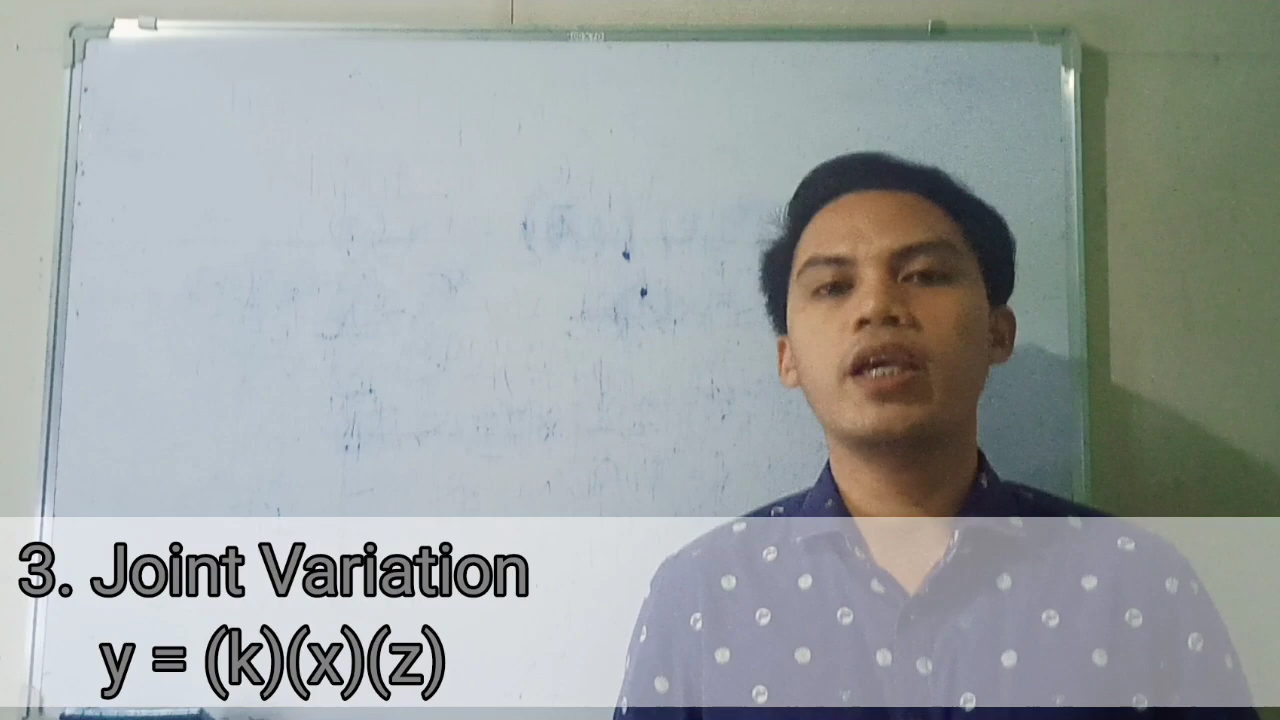 3. Joint Variation
y = (k)(x)(z)